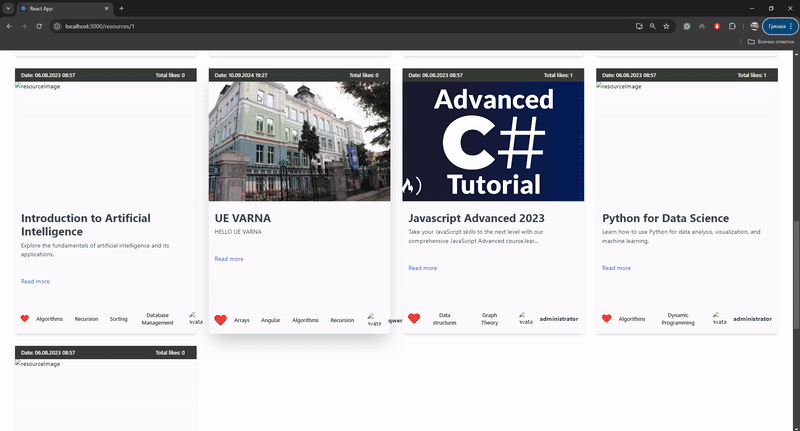 React App
localhost:3000/resources/1
Грешка
Всички отметки
Date: 06.08.2023 08:57 Total likes: 0
resourceImage
Introduction to Artificial
Intelligence
Explore the fundamentals of artificial intelligence and its
applications.
Read more
Algorithms Recursion Sorting Database
Management
Date: 10.09.2024 19:27 Total likes: 0
UE VARNA
HELLO UE VARNA
Read more
Arrays Angular Algorithms Recursion
qwer
Date: 06.08.2023 08:57 Total likes: 1
Advanced
C#
Tutorial
Javascript Advanced 2023
Take your JavaScript skills to the next level with our
comprehensive JavaScript Advanced course.lear...
Read more
Data
structures
Graph
Theory
administrator
Date: 06.08.2023 08:57 Total likes: 1
resourceImage
Python for Data Science
Learn how to use Python for data analysis, visualization, and
machine learning.
Read more
Algorithms
Dynamic
Programming
administrator
Date: 06.08.2023 08:57 Total likes: 0
resourceImage